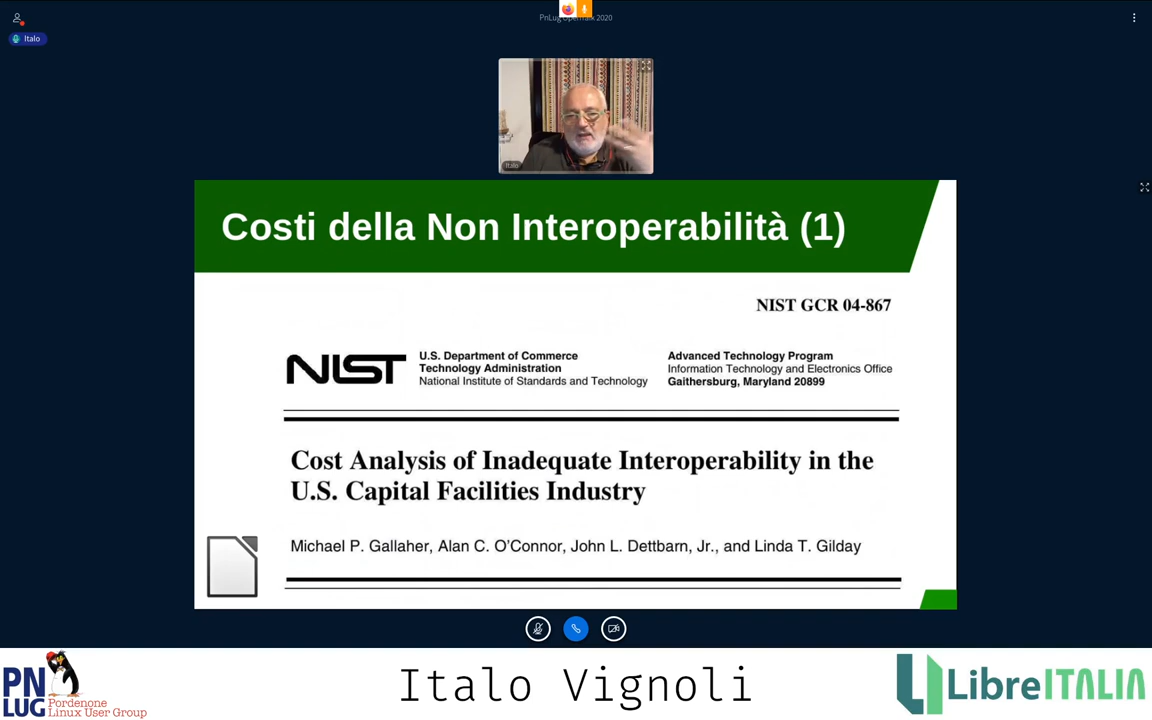 PnLug OpenTalk 2020
Italo
Italo
Costi della Non Interoperabilità (1)
NIST GCR 04-867
NIST
U.S. Department of Commerce
Technology Administration
National Institute of Standards and Technology
Advanced Technology Program
Information Technology and Electronics Office
Gaithersburg, Maryland 20899
Cost Analysis of Inadequate Interoperability in the
U.S. Capital Facilities Industry
Michael P. Gallaher, Alan C. O'Connor, John L. Dettbarn, Jr., and Linda T. Gilday
PN
LUG
Pordenone
Linux User Group
Italo Vignoli
LibreITALIA